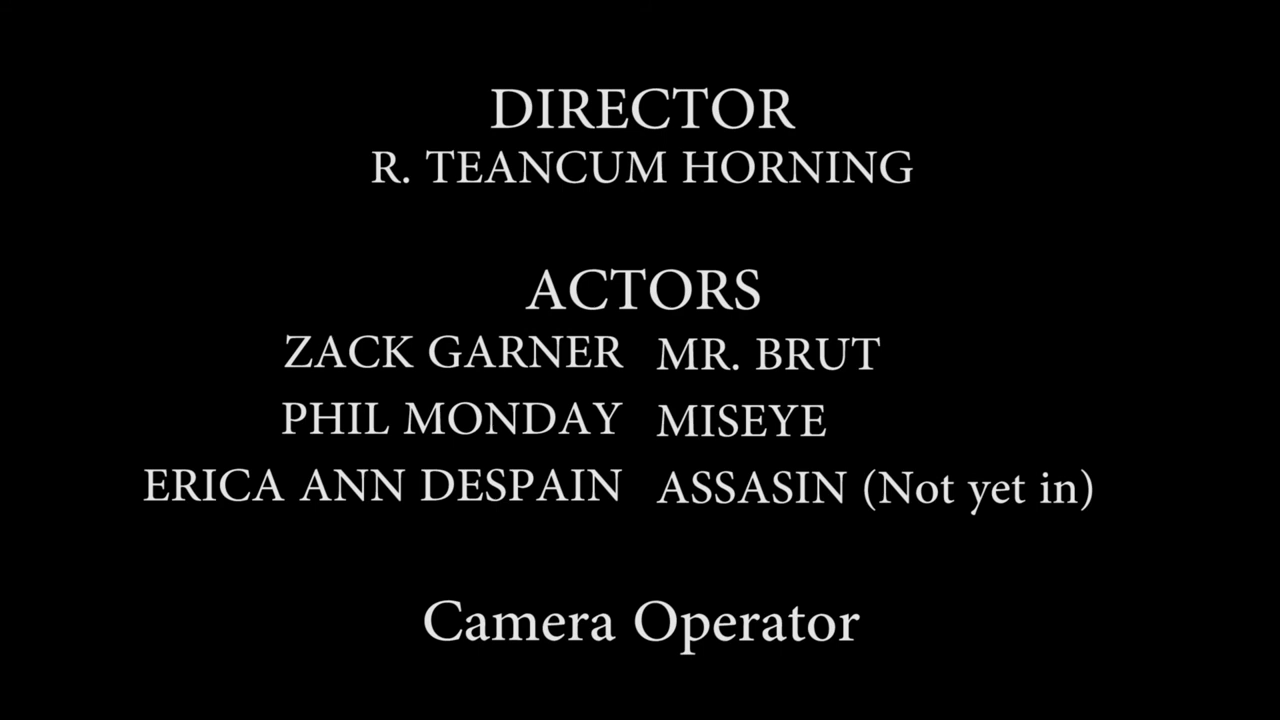 DIRECTOR
R. TEANCUM HORNING
ACTORS
ZACK GARNER MR. BRUT
PHIL MONDAY MISEYE
ERICA ANN DESPAIN ASSASIN (Not yet in)
Camera Operator